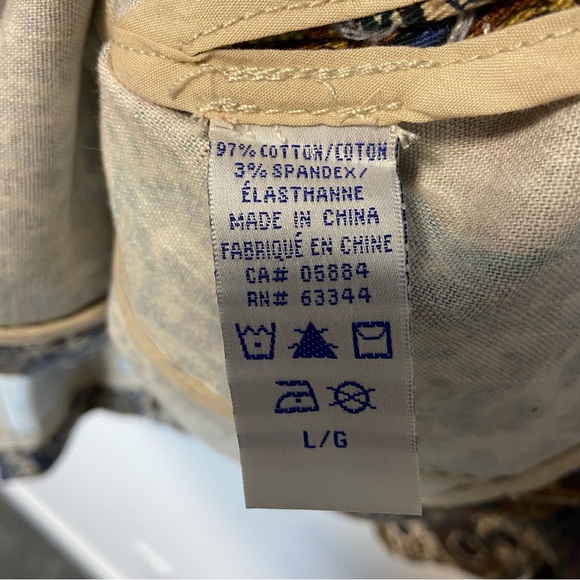 97% COTTON/COTON
3% SPANDEX/
ÉLASTHANNE
MADE IN CHINA
FABRIQUÉ EN CHINE
CA# 05884
RN# 63344
L/G